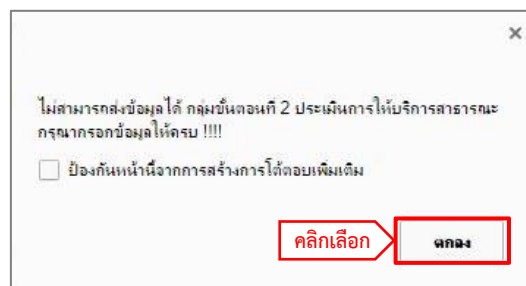 ไม่สามารถส่งข้อมูลได้ กลุ่มขั้นตอนที่ 2 ประเมินการให้บริการสาธารณะ
กรุณากรอกข้อมูลให้ครบ !!!!
ป้องกันหน้านี้จากการสร้างการโต้ตอบเพิ่มเติม
คลิกเลือก
ตกลง